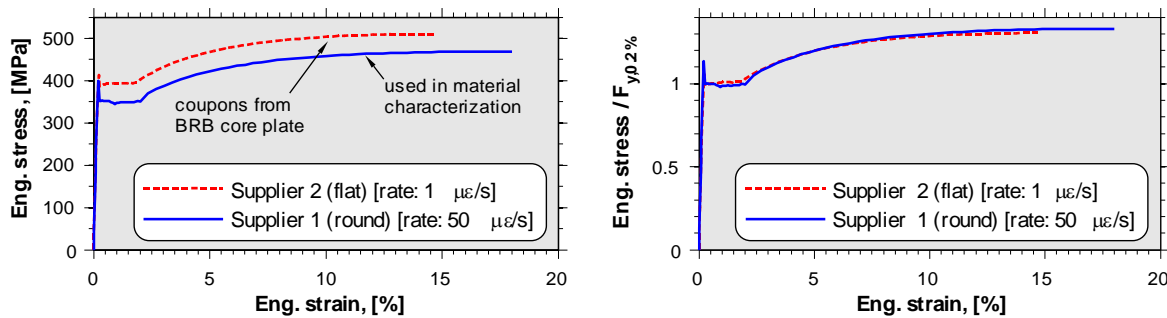 Eng. stress, [MPa]
500
400
300
200
100
0
0 5 10 15 20
Eng. strain, [%]
coupons from
BRB core plate
used in material
characterization
Supplier 2 (flat) [rate: 1 με/s]
Supplier 1 (round) [rate: 50 με/s]
Eng. stress / Fy,0.2%
1
0.5
0
0 5 10 15 20
Eng. strain, [%]
Supplier 2 (flat) [rate: 1 με/s]
Supplier 1 (round) [rate: 50 με/s]